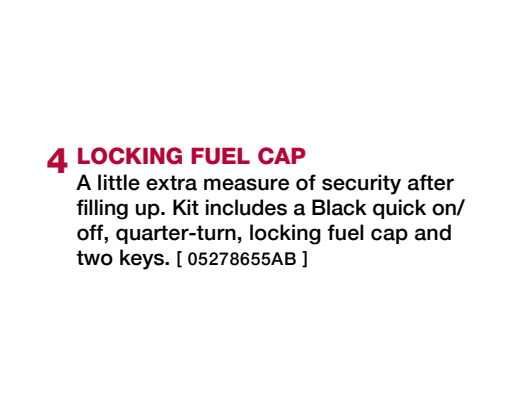 4 LOCKING FUEL CAP
A little extra measure of security after
filling up. Kit includes a Black quick on/
off, quarter-turn, locking fuel cap and
two keys. [ 05278655AB ]